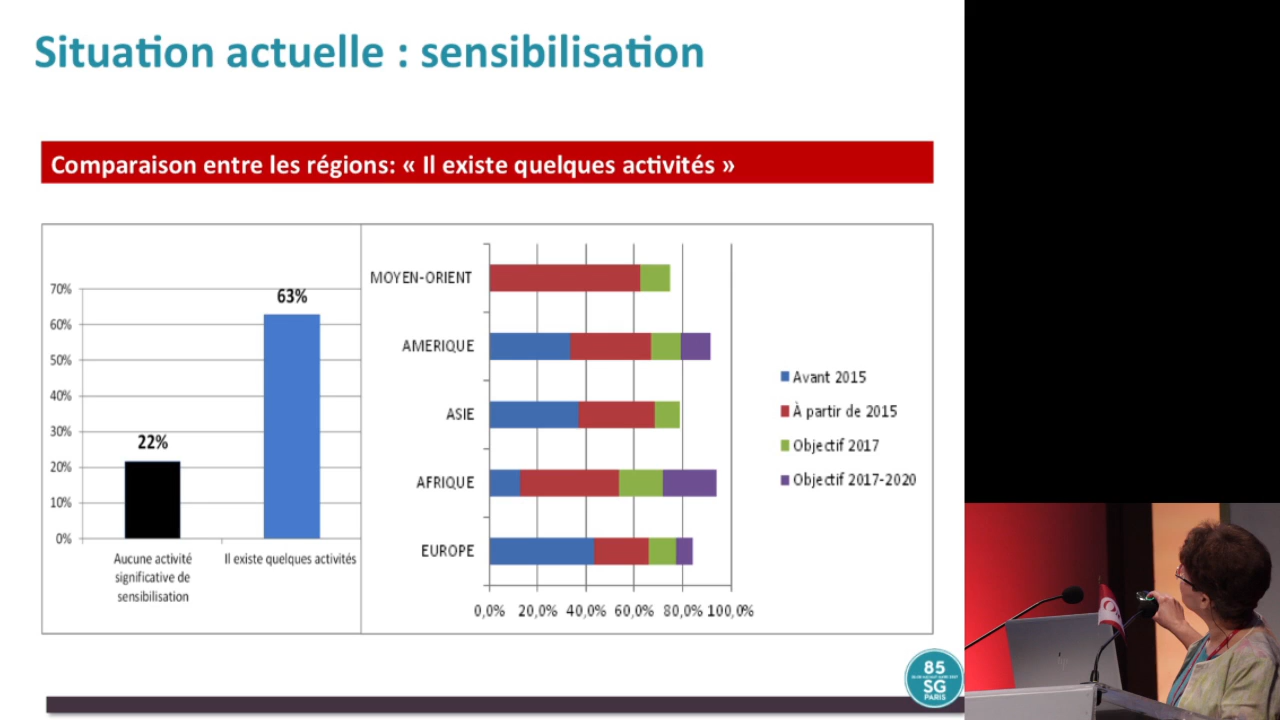 Situation actuelle : sensibilisation
Comparaison entre les régions: « Il existe quelques activités »
70%
60%
50%
40%
30%
20%
10%
0%
22%
63%
Aucune activité
significative de
sensibilisation
Il existe quelques activités
MOYEN-ORIENT
AMERIQUE
ASIE
AFRIQUE
EUROPE
0,0% 20,0% 40,0% 60,0% 80,0% 100,0%
Avant 2015
À partir de 2015
Objectif 2017
Objectif 2017-2020
85
SG
PARIS